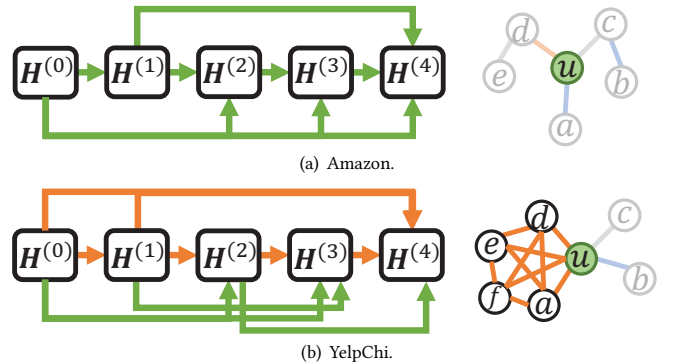 H(0) H(1) H(2) H(3) H(4)
d c
u
e b
a
(a) Amazon.
H(0) H(1) H(2) H(3) H(4)
d c
e u
b
f a
(b) YelpChi.